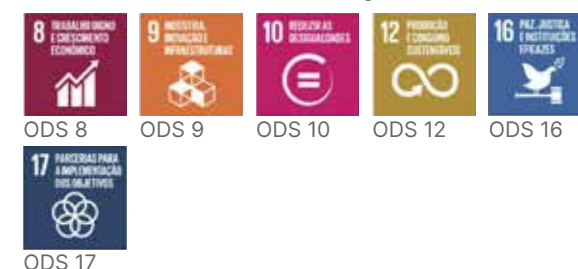 8 TRABALHO DIGNO
E CRESCIMENTO
ECONÓMICO
9 INDÚSTRIA,
INOVAÇÃO E
INFRAESTRUTURAS
10 REDUZIR AS
DESIGUALDADES
12 PRODUÇÃO
E CONSUMO
SUSTENTÁVEIS
16 PAZ, JUSTIÇA
E INSTITUIÇÕES
EFICAZES
ODS 8
ODS 9
ODS 10
ODS 12
ODS 16
17 PARCERIAS PARA
A IMPLEMENTAÇÃO
DOS OBJETIVOS
ODS 17